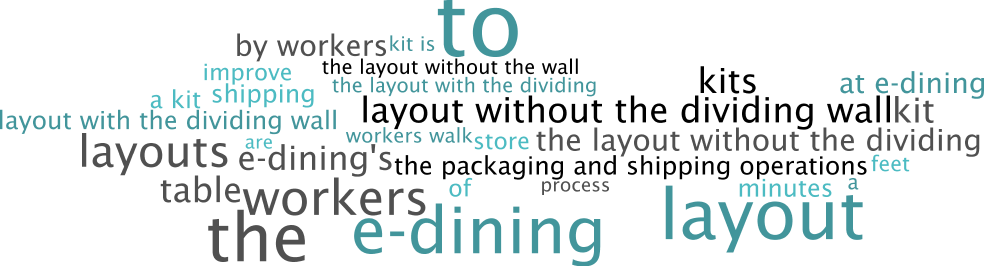 to
by workers kit is
improve the layout without the wall
a kit shipping the layout with the dividing kits at e-dining
layout with the dividing wall layout without the dividing wall kit
layouts are e-dining's workers walk store the layout without the dividing
the packaging and shipping operations feet
table workers of process minutes a
the e-dining layout